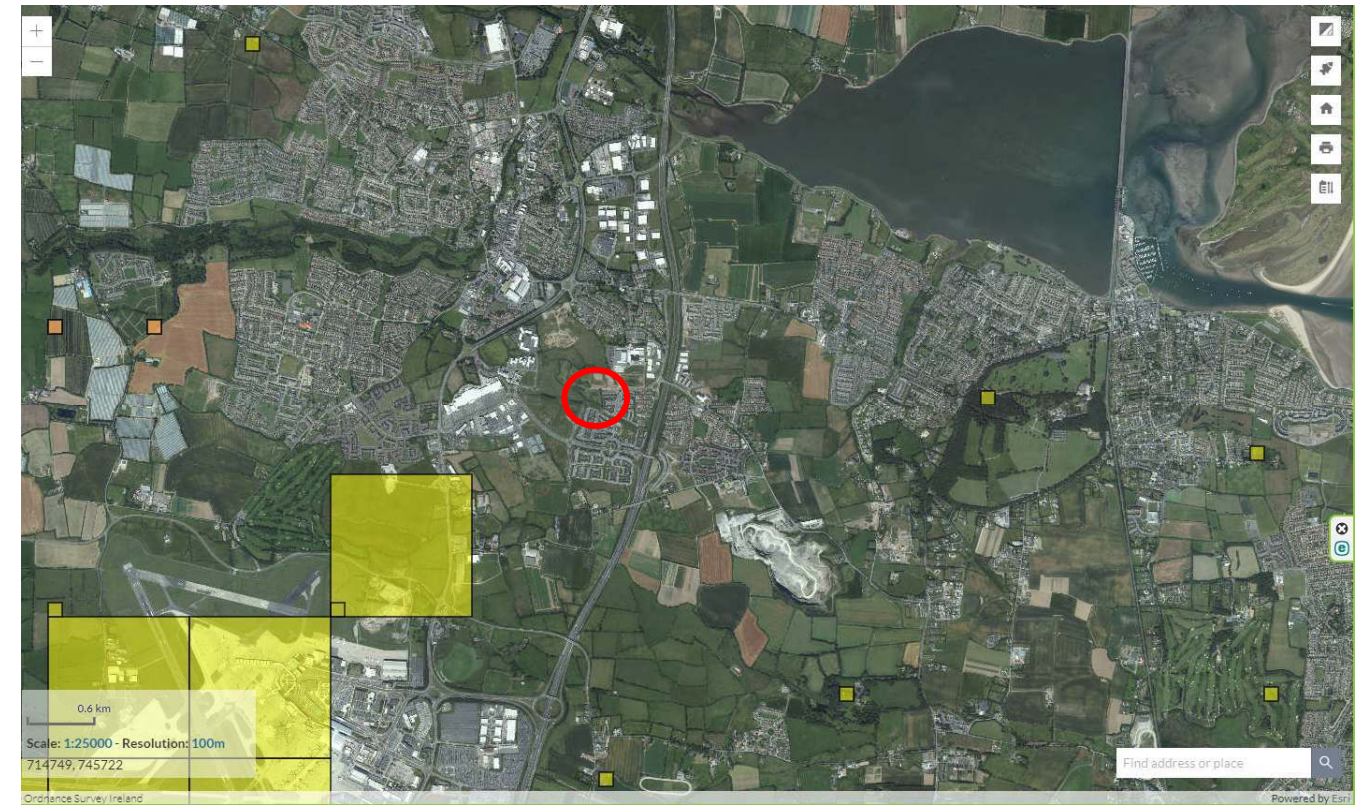 0.6 km
Scale: 1:25000 - Resolution: 100m
714749, 745722
Ordnance Survey Ireland
Find address or place
Powered by Esri